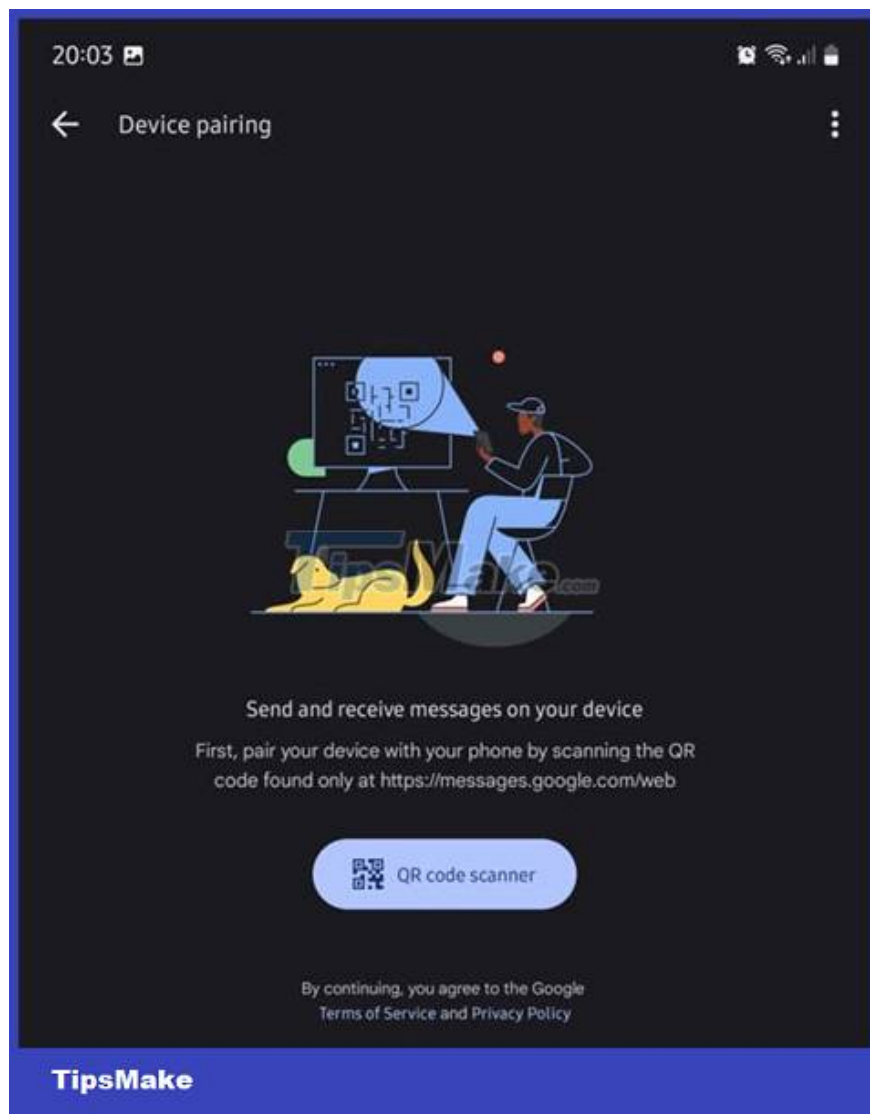 20:03
Device pairing
TipsMake.com
Send and receive messages on your device
First, pair your device with your phone by scanning the QR
code found only at https://messages.google.com/web
QR code scanner
By continuing, you agree to the Google
Terms of Service and Privacy Policy
TipsMake